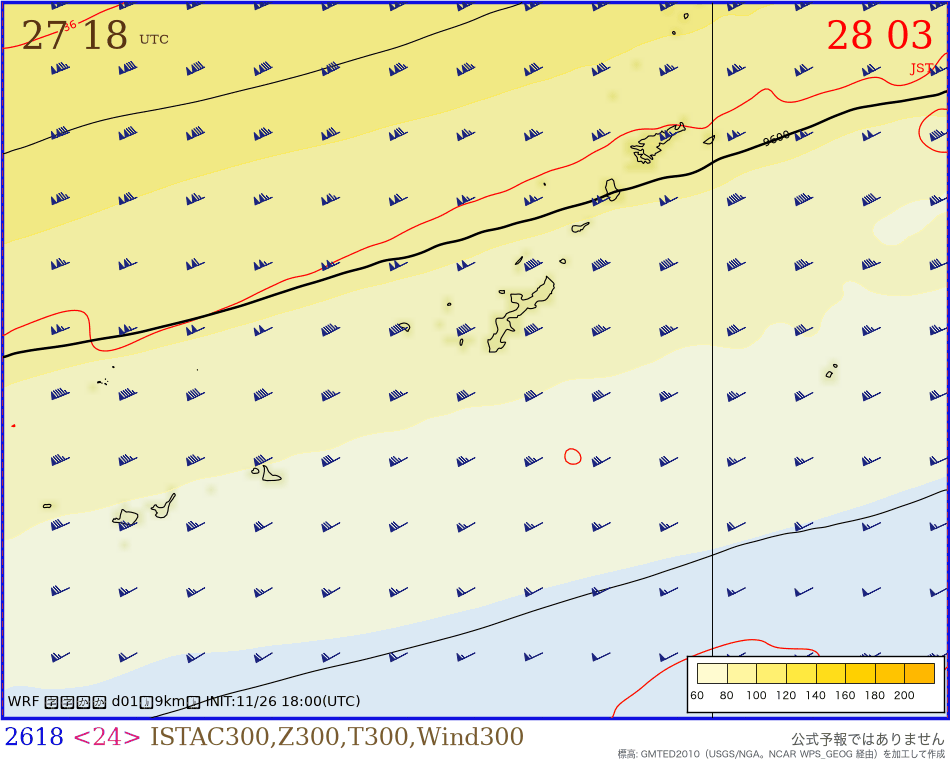 27 18 UTC
28 03
JST
36
9600
60 80 100 120 140 160 180 200
WRF d01 9km INIT:11/26 18:00(UTC)
2618 <24> ISTAC300,Z300,T300,Wind300
公式予報ではありません
標高: GMTED2010（USGS/NGA。NCAR WPS_GEOG 経由）を加工して作成